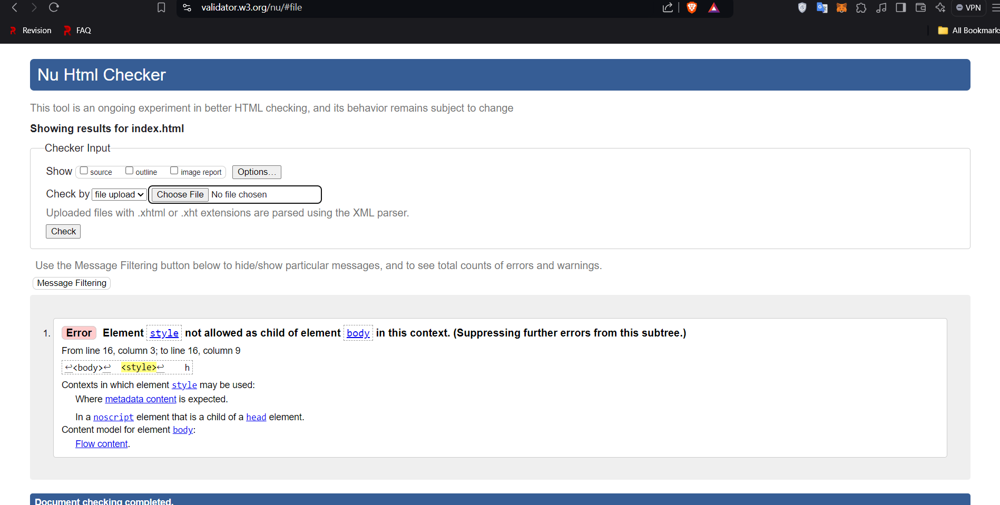 validator.w3.org/nu/#file
VPN
Revision FAQ All Bookmarks
Nu Html Checker
This tool is an ongoing experiment in better HTML checking, and its behavior remains subject to change
Showing results for index.html
Checker Input
Show source outline image report Options...
Check by file upload Choose File No file chosen
Uploaded files with .xhtml or .xht extensions are parsed using the XML parser.
Check
Use the Message Filtering button below to hide/show particular messages, and to see total counts of errors and warnings.
Message Filtering
1. Error Element style not allowed as child of element body in this context. (Suppressing further errors from this subtree.)
From line 16, column 3; to line 16, column 9
↩<body>↩ <style>↩ h
Contexts in which element style may be used:
Where metadata content is expected.
In a noscript element that is a child of a head element.
Content model for element body:
Flow content.
Document checking completed.